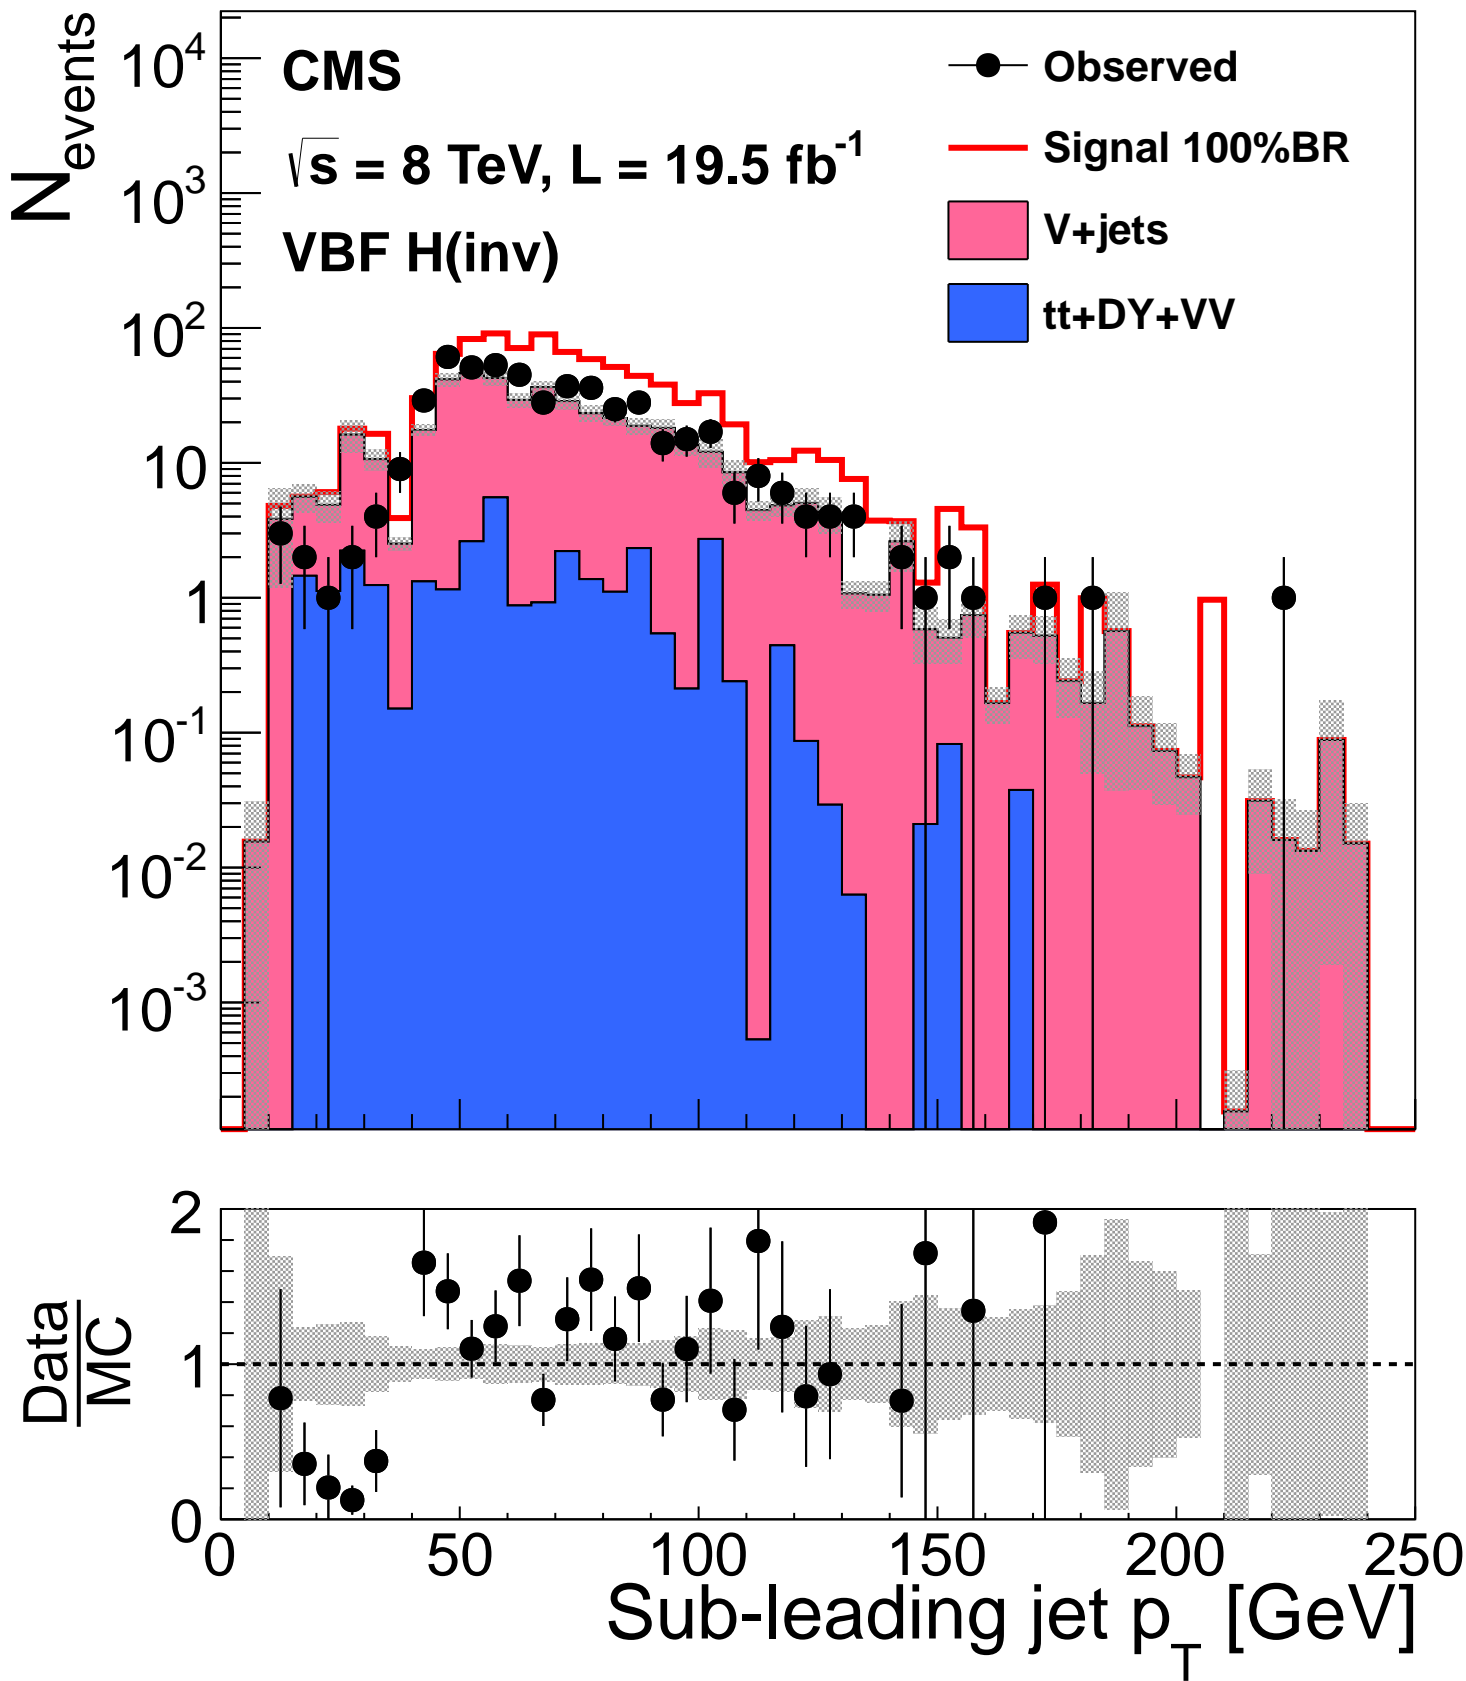 N_events
10^4
10^3
10^2
10
1
10^-1
10^-2
10^-3
CMS
√s = 8 TeV, L = 19.5 fb^-1
VBF H(inv)
Observed
Signal 100%BR
V+jets
tt+DY+VV
Data
MC
2
1
0
0 50 100 150 200 250
Sub-leading jet p_T [GeV]